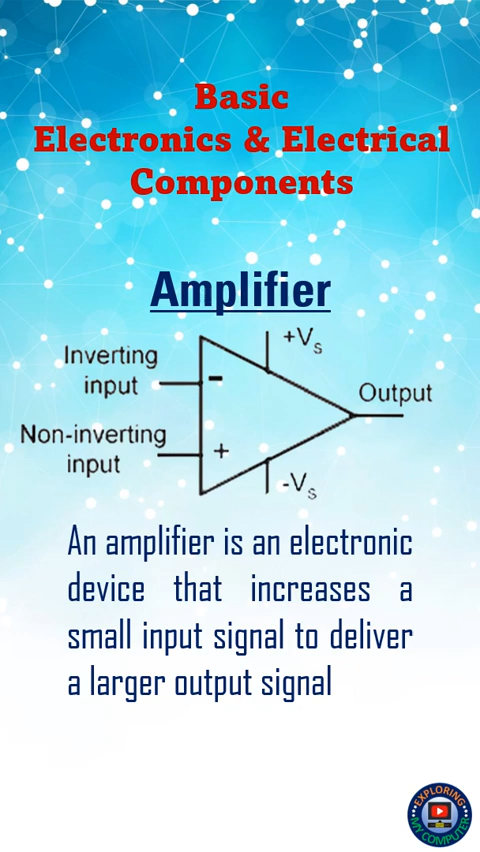 Basic
Electronics & Electrical
Components
Amplifier
+Vs
Inverting
input
-
Output
Non-inverting
input
+
-Vs
An amplifier is an electronic
device that increases a
small input signal to deliver
a larger output signal
EXPLORING
MY COMPUTER